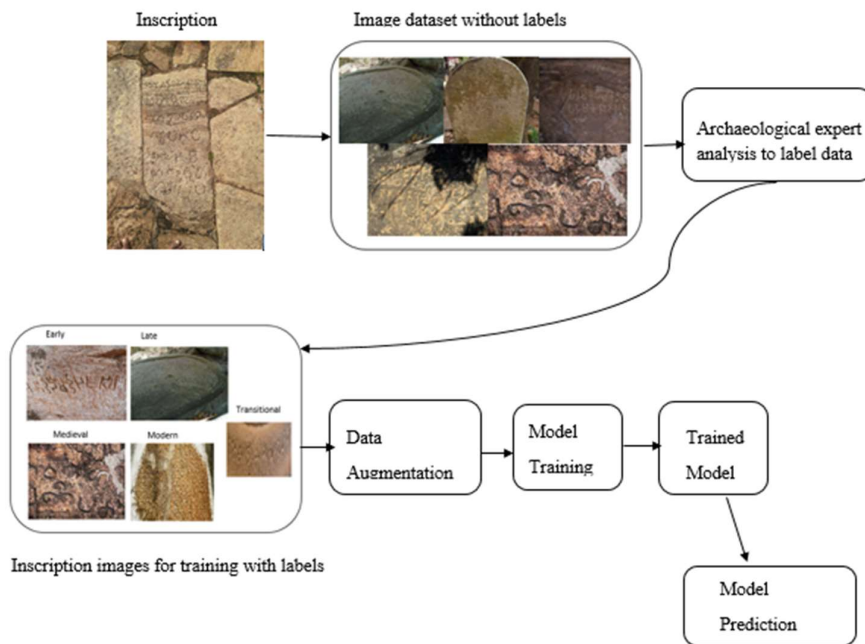 Inscription
Image dataset without labels
Archaeological expert
analysis to label data
Early
Late
Transitional
Medieval
Modern
Data
Augmentation
Model
Training
Trained
Model
Inscription images for training with labels
Model
Prediction